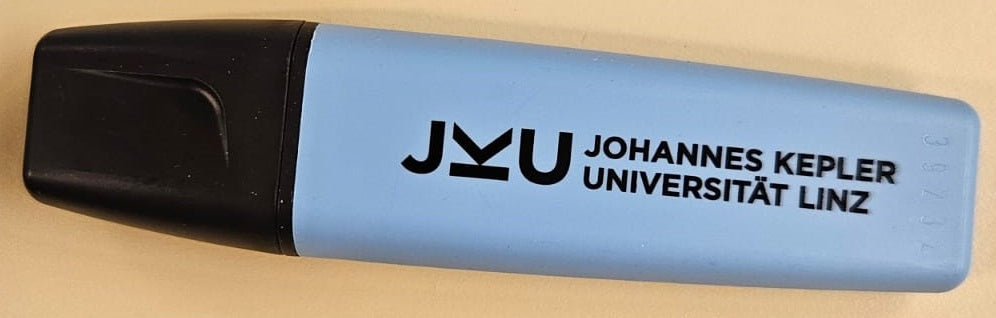 JKU
JOHANNES KEPLER
UNIVERSITÄT LINZ